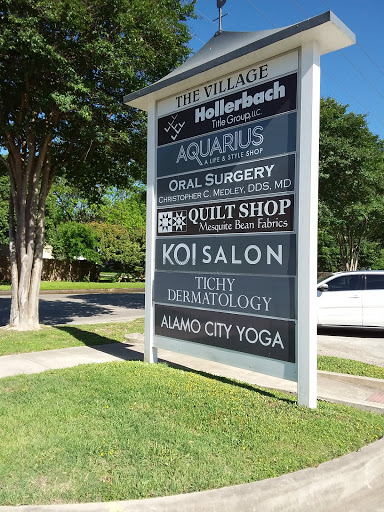 THE VILLAGE
Hollerbach
Title Group, LLC
AQUARIUS
A LIFE & STYLE SHOP
ORAL SURGERY
CHRISTOPHER C. MEDLEY, DDS, MD
QUILT SHOP
Mesquite Bean Fabrics
KOI SALON
TICHY
DERMATOLOGY
ALAMO CITY YOGA